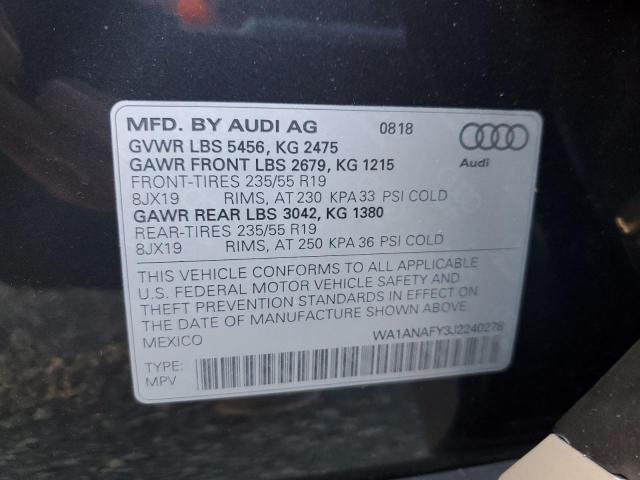 MFD. BY AUDI AG 0818
GVWR LBS 5456, KG 2475
GAWR FRONT LBS 2679, KG 1215 Audi
FRONT-TIRES 235/55 R19
8JX19 RIMS, AT 230 KPA 33 PSI COLD
GAWR REAR LBS 3042, KG 1380
REAR-TIRES 235/55 R19
8JX19 RIMS, AT 250 KPA 36 PSI COLD
THIS VEHICLE CONFORMS TO ALL APPLICABLE
U.S. FEDERAL MOTOR VEHICLE SAFETY AND
THEFT PREVENTION STANDARDS IN EFFECT ON
THE DATE OF MANUFACTURE SHOWN ABOVE
MEXICO WA1ANAFY3J2240278
TYPE:
MPV